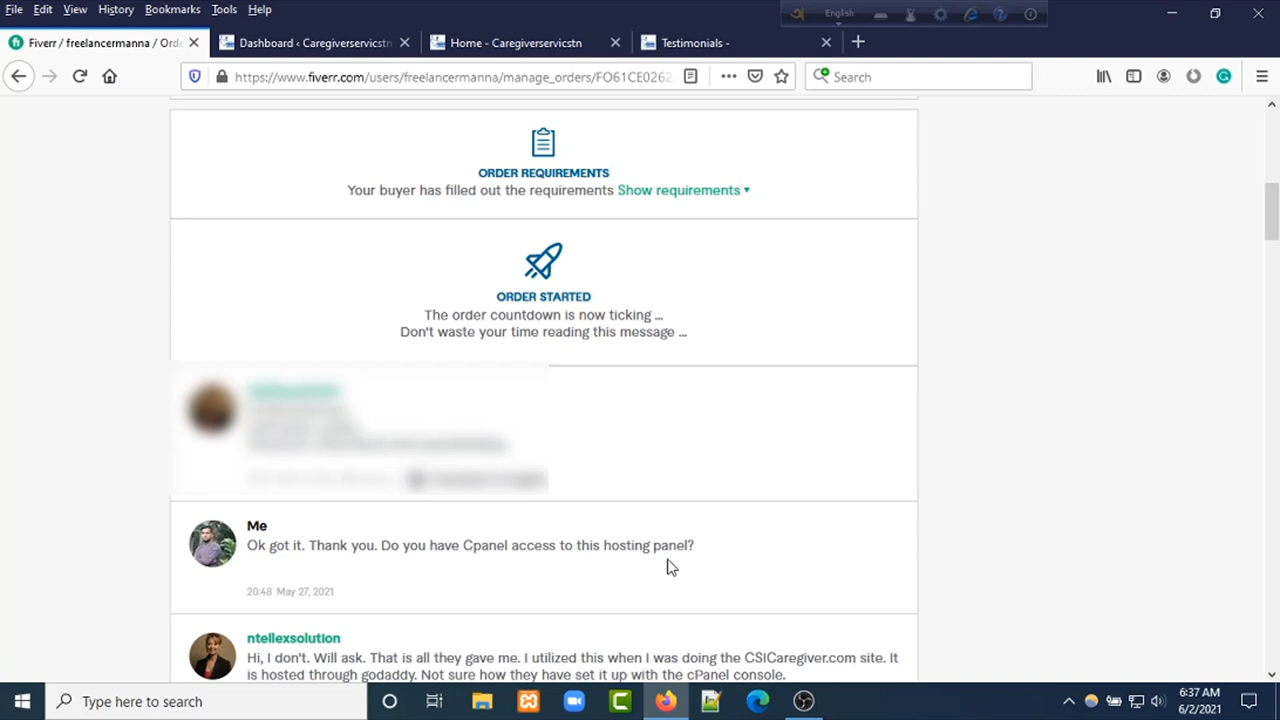 File Edit View History Bookmarks Tools Help
English
Fiverr / freelancermanna / Orde
Dashboard ‹ Caregiverservicstn
Home - Caregiverservicstn
Testimonials -
https://www.fiverr.com/users/freelancermanna/manage_orders/FO61CE0262
Search
ORDER REQUIREMENTS
Your buyer has filled out the requirements Show requirements
ORDER STARTED
The order countdown is now ticking ...
Don't waste your time reading this message ...
Me
Ok got it. Thank you. Do you have Cpanel access to this hosting panel?
20:48 May 27, 2021
ntellexsolution
Hi, I don't. Will ask. That is all they gave me. I utilized this when I was doing the CSICaregiver.com site. It
is hosted through godaddy. Not sure how they have set it up with the cPanel console.
Type here to search
6:37 AM
6/2/2021